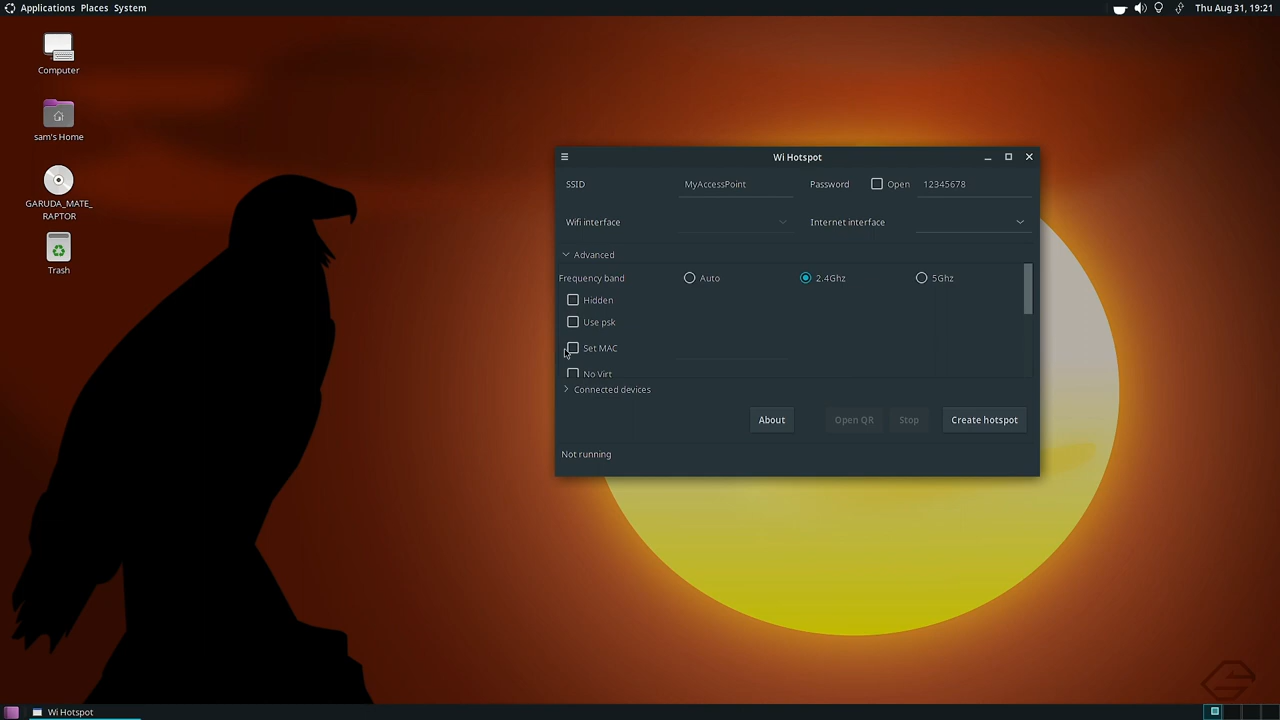 Applications Places System
Thu Aug 31, 19:21
Computer
sam's Home
GARUDA_MATE_
RAPTOR
Trash
Wi Hotspot
SSID MyAccessPoint Password Open 12345678
Wifi interface Internet interface
Advanced
Frequency band Auto 2.4Ghz 5Ghz
Hidden
Use psk
Set MAC
No Virt
Connected devices
About Open QR Stop Create hotspot
Not running
Wi Hotspot